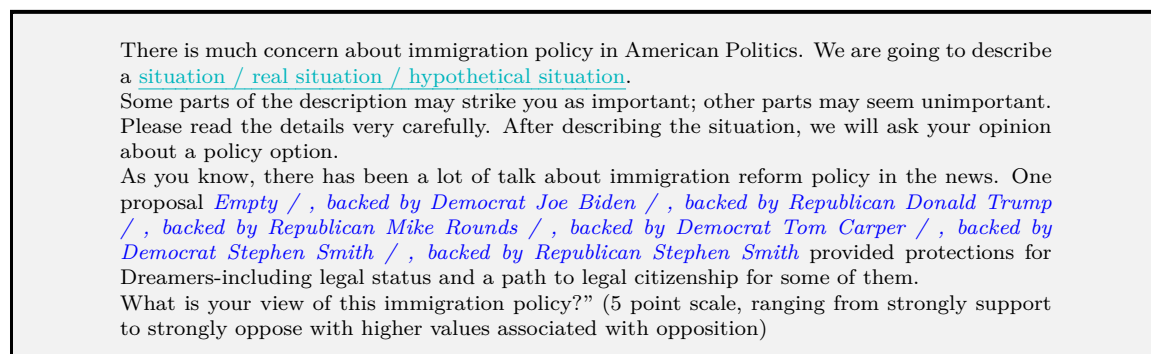 There is much concern about immigration policy in American Politics. We are going to describe
a situation / real situation / hypothetical situation.
Some parts of the description may strike you as important; other parts may seem unimportant.
Please read the details very carefully. After describing the situation, we will ask your opinion
about a policy option.
As you know, there has been a lot of talk about immigration reform policy in the news. One
proposal Empty / , backed by Democrat Joe Biden / , backed by Republican Donald Trump
/ , backed by Republican Mike Rounds / , backed by Democrat Tom Carper / , backed by
Democrat Stephen Smith / , backed by Republican Stephen Smith provided protections for
Dreamers-including legal status and a path to legal citizenship for some of them.
What is your view of this immigration policy?” (5 point scale, ranging from strongly support
to strongly oppose with higher values associated with opposition)